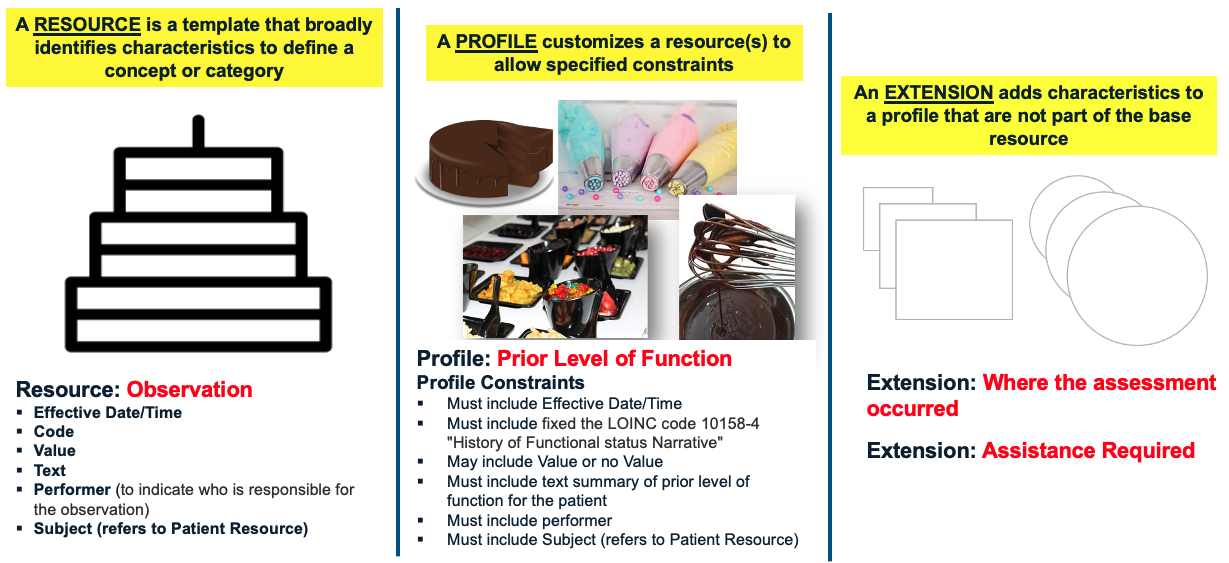 A RESOURCE is a template that broadly
identifies characteristics to define a
concept or category
Resource: Observation
▪ Effective Date/Time
▪ Code
▪ Value
▪ Text
▪ Performer (to indicate who is responsible for
the observation)
▪ Subject (refers to Patient Resource)
A PROFILE customizes a resource(s) to
allow specified constraints
Profile: Prior Level of Function
Profile Constraints
▪ Must include Effective Date/Time
▪ Must include fixed the LOINC code 10158-4
"History of Functional status Narrative"
▪ May include Value or no Value
▪ Must include text summary of prior level of
function for the patient
▪ Must include performer
▪ Must include Subject (refers to Patient Resource)
An EXTENSION adds characteristics to
a profile that are not part of the base
resource
Extension: Where the assessment
occurred
Extension: Assistance Required